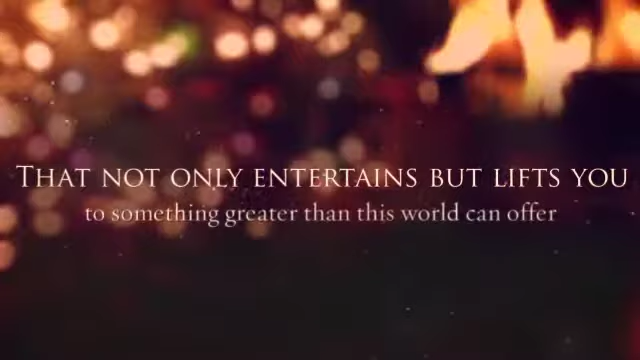 That not only entertains but lifts you
to something greater than this world can offer